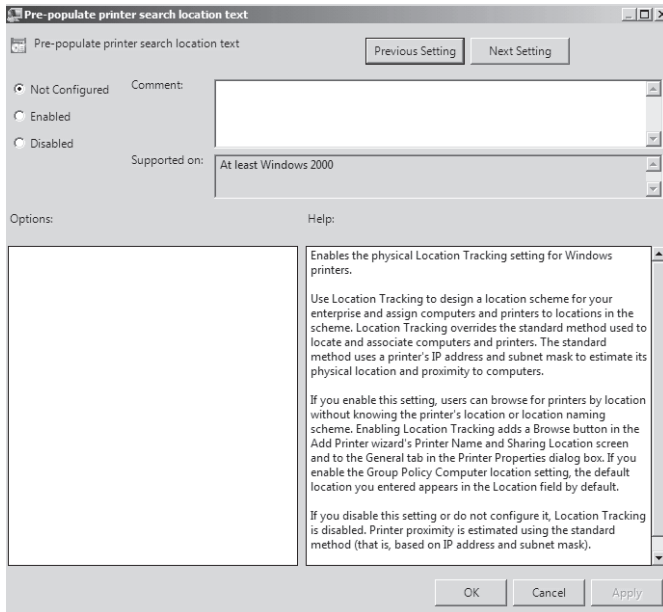 Pre-populate printer search location text
Pre-populate printer search location text
Previous Setting
Next Setting
Not Configured
Enabled
Disabled
Comment:
Supported on:
At least Windows 2000
Options:
Help:
Enables the physical Location Tracking setting for Windows
printers.
Use Location Tracking to design a location scheme for your
enterprise and assign computers and printers to locations in the
scheme. Location Tracking overrides the standard method used to
locate and associate computers and printers. The standard
method uses a printer's IP address and subnet mask to estimate its
physical location and proximity to computers.
If you enable this setting, users can browse for printers by location
without knowing the printer's location or location naming
scheme. Enabling Location Tracking adds a Browse button in the
Add Printer wizard's Printer Name and Sharing Location screen
and to the General tab in the Printer Properties dialog box. If you
enable the Group Policy Computer location setting, the default
location you entered appears in the Location field by default.
If you disable this setting or do not configure it, Location Tracking
is disabled. Printer proximity is estimated using the standard
method (that is, based on IP address and subnet mask).
OK
Cancel
Apply